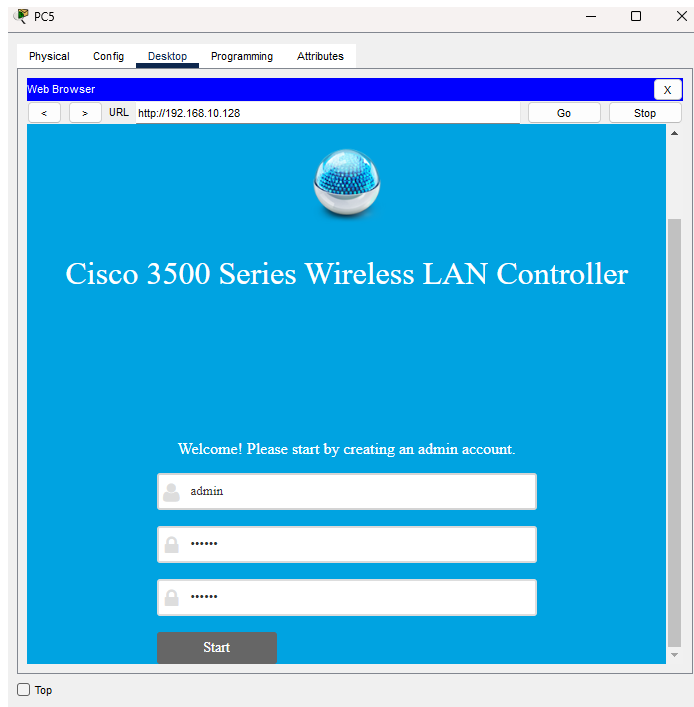 PC5
Physical Config Desktop Programming Attributes
Web Browser X
< > URL http://192.168.10.128 Go Stop
Cisco 3500 Series Wireless LAN Controller
Welcome! Please start by creating an admin account.
admin
••••••
••••••
Start
Top